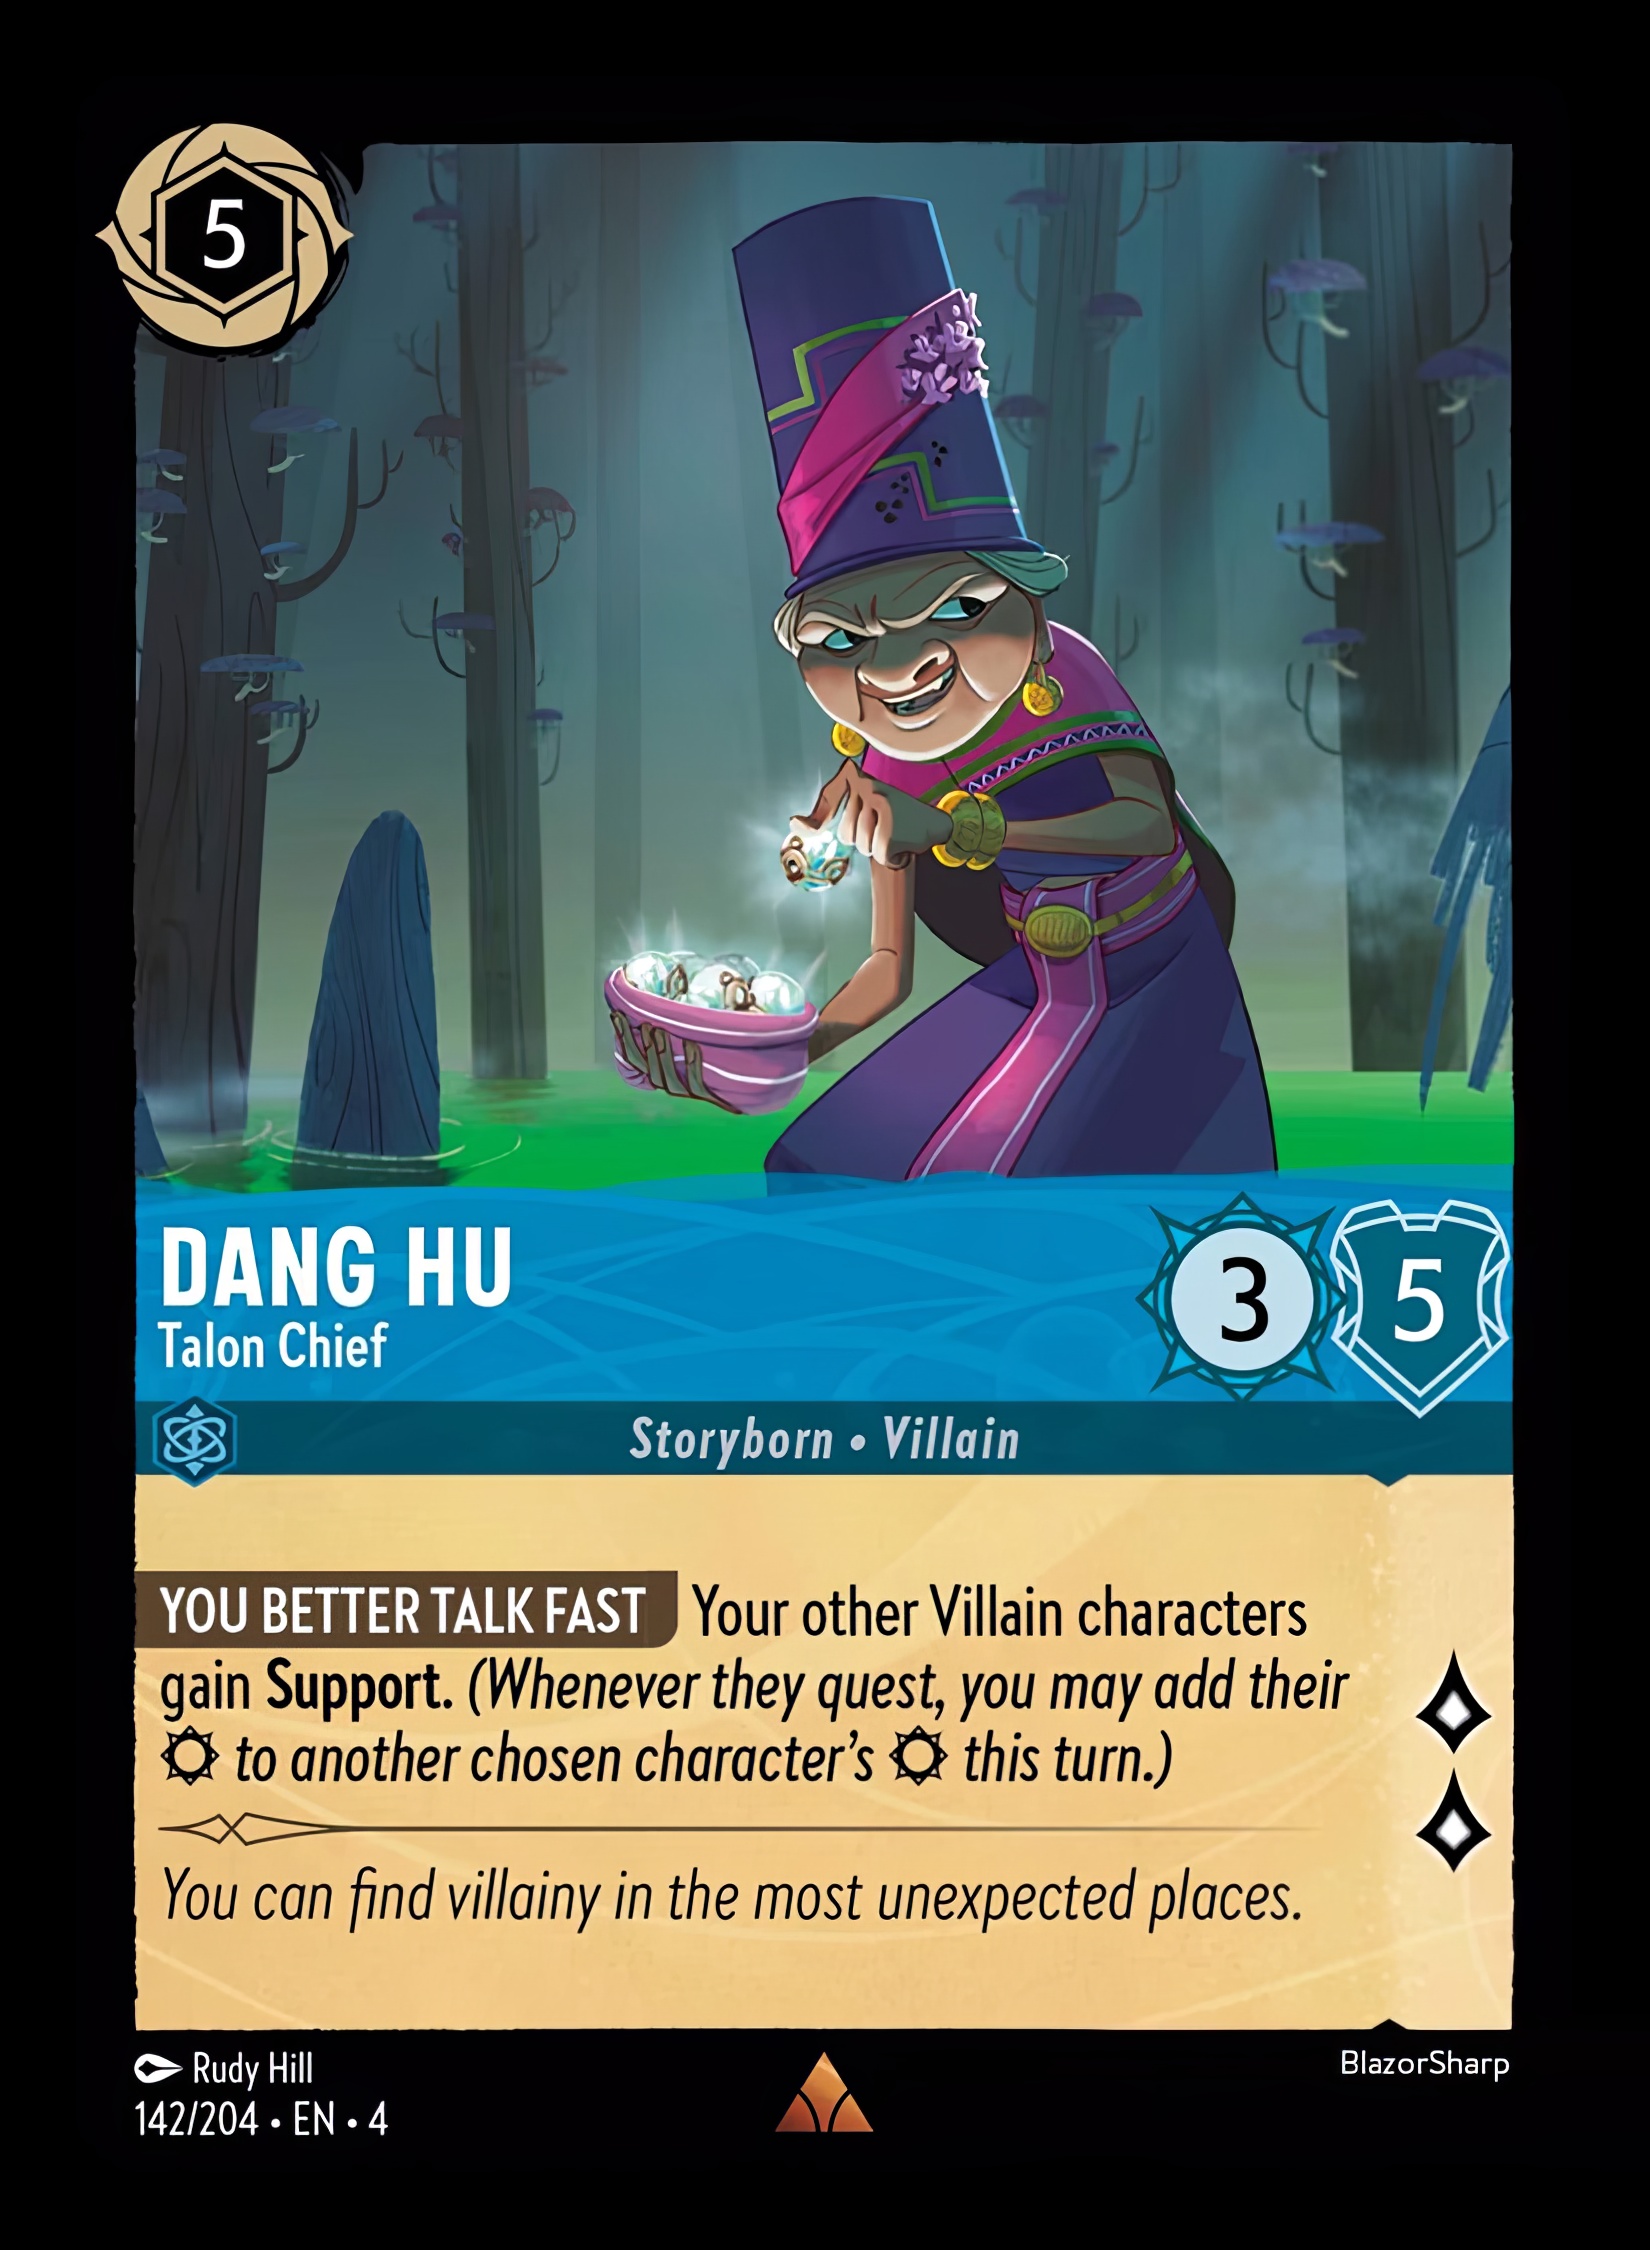 5
DANG HU
3
5
Talon Chief
Storyborn • Villain
YOU BETTER TALK FAST Your other Villain characters
gain Support. (Whenever they quest, you may add their
to another chosen character's this turn.)
You can find villainy in the most unexpected places.
Rudy Hill
BlazorSharp
142/204 • EN • 4